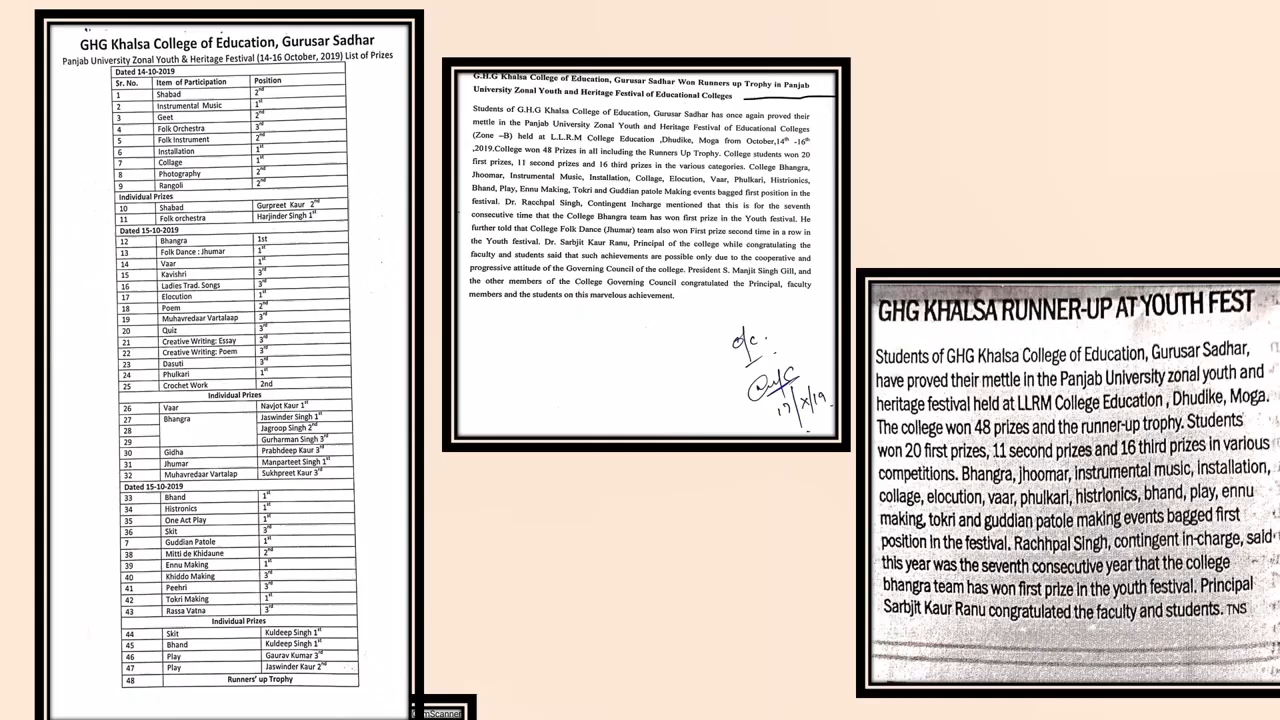 GHG Khalsa College of Education, Gurusar Sadhar
Panjab University Zonal Youth & Heritage Festival (14-16 October, 2019) List of Prizes
Dated 14-10-2019
Sr. No. Item of Participation Position
1 Shabad 2nd
2 Instrumental Music 1st
3 Geet 2nd
4 Folk Orchestra 3rd
5 Folk Instrument 2nd
6 Installation 1st
7 Collage 1st
8 Photography 2nd
9 Rangoli 2nd
Individual Prizes
10 Shabad Gurpreet Kaur 2nd
11 Folk orchestra Harjinder Singh 1st
Dated 15-10-2019
12 Bhangra 1st
13 Folk Dance : Jhumar 1st
14 Vaar 1st
15 Kavishri 3rd
16 Ladies Trad. Songs 3rd
17 Elocution 1st
18 Poem 2nd
19 Muhavredaar Vartalaap 3rd
20 Quiz 3rd
21 Creative Writing: Essay 3rd
22 Creative Writing: Poem 3rd
23 Dasuti 3rd
24 Phulkari 1st
25 Crochet Work 2nd
Individual Prizes
26 Vaar Navjot Kaur 1st
27 Bhangra Jaswinder Singh 1st
28 Jagroop Singh 2nd
29 Gurharman Singh 3rd
30 Gidha Prabhdeep Kaur 3rd
31 Jhumar Manparteet Singh 1st
32 Muhavredaar Vartalap Sukhpreet Kaur 3rd
Dated 15-10-2019
33 Bhand 1st
34 Histronics 1st
35 One Act Play 1st
36 Skit 3rd
7 Guddian Patole 1st
38 Mitti de Khidaune 2nd
39 Ennu Making 1st
40 Khiddo Making 3rd
41 Peehri 3rd
42 Tokri Making 1st
43 Rassa Vatna 3rd
Individual Prizes
44 Skit Kuldeep Singh 1st
45 Bhand Kuldeep Singh 1st
46 Play Gaurav Kumar 3rd
47 Play Jaswinder Kaur 2nd
48 Runners' up Trophy
G.H.G Khalsa College of Education, Gurusar Sadhar Won Runners up Trophy in Panjab
University Zonal Youth and Heritage Festival of Educational Colleges
Students of G.H.G Khalsa College of Education, Gurusar Sadhar has once again proved their
mettle in the Panjab University Zonal Youth and Heritage Festival of Educational Colleges
(Zone –B) held at L.L.R.M College Education ,Dhudike, Moga from October,14th -16th
,2019.College won 48 Prizes in all including the Runners Up Trophy. College students won 20
first prizes, 11 second prizes and 16 third prizes in the various categories. College Bhangra,
Jhoomar, Instrumental Music, Installation, Collage, Elocution, Vaar, Phulkari, Histrionics,
Bhand, Play, Ennu Making, Tokri and Guddian patole Making events bagged first position in the
festival. Dr. Racchpal Singh, Contingent Incharge mentioned that this is for the seventh
consecutive time that the College Bhangra team has won first prize in the Youth festival. He
further told that College Folk Dance (Jhumar) team also won First prize second time in a row in
the Youth festival. Dr. Sarbjit Kaur Ranu, Principal of the college while congratulating the
faculty and students said that such achievements are possible only due to the cooperative and
progressive attitude of the Governing Council of the college. President S. Manjit Singh Gill, and
the other members of the College Governing Council congratulated the Principal, faculty
members and the students on this marvelous achievement.
o/c.
17/X/19.
GHG KHALSA RUNNER-UP AT YOUTH FEST
Students of GHG Khalsa College of Education, Gurusar Sadhar,
have proved their mettle in the Panjab University zonal youth and
heritage festival held at LLRM College Education , Dhudike, Moga.
The college won 48 prizes and the runner-up trophy. Students
won 20 first prizes, 11 second prizes and 16 third prizes in various
competitions. Bhangra, jhoomar, instrumental music, installation,
collage, elocution, vaar, phulkari, histrionics, bhand, play, ennu
making, tokri and guddian patole making events bagged first
position in the festival. Rachhpal Singh, contingent in-charge, said
this year was the seventh consecutive year that the college
bhangra team has won first prize in the youth festival. Principal
Sarbjit Kaur Ranu congratulated the faculty and students. TNS